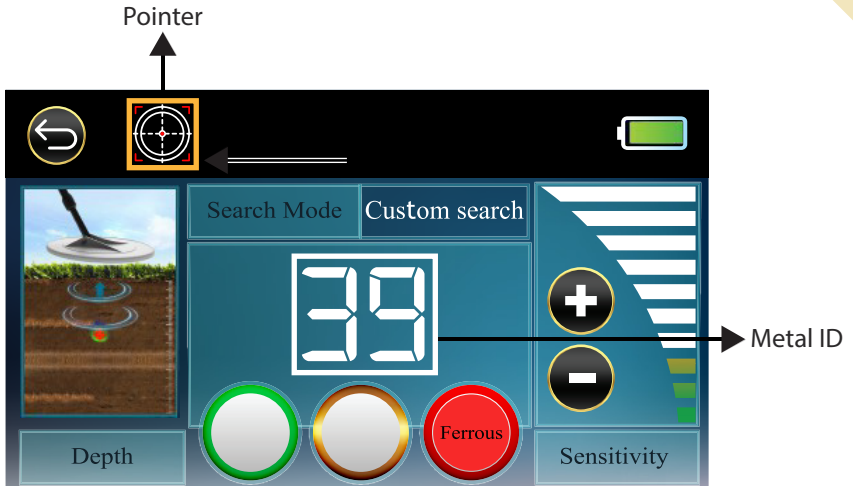 Pointer
Search Mode
Custom search
39
Metal ID
Ferrous
Depth
Sensitivity